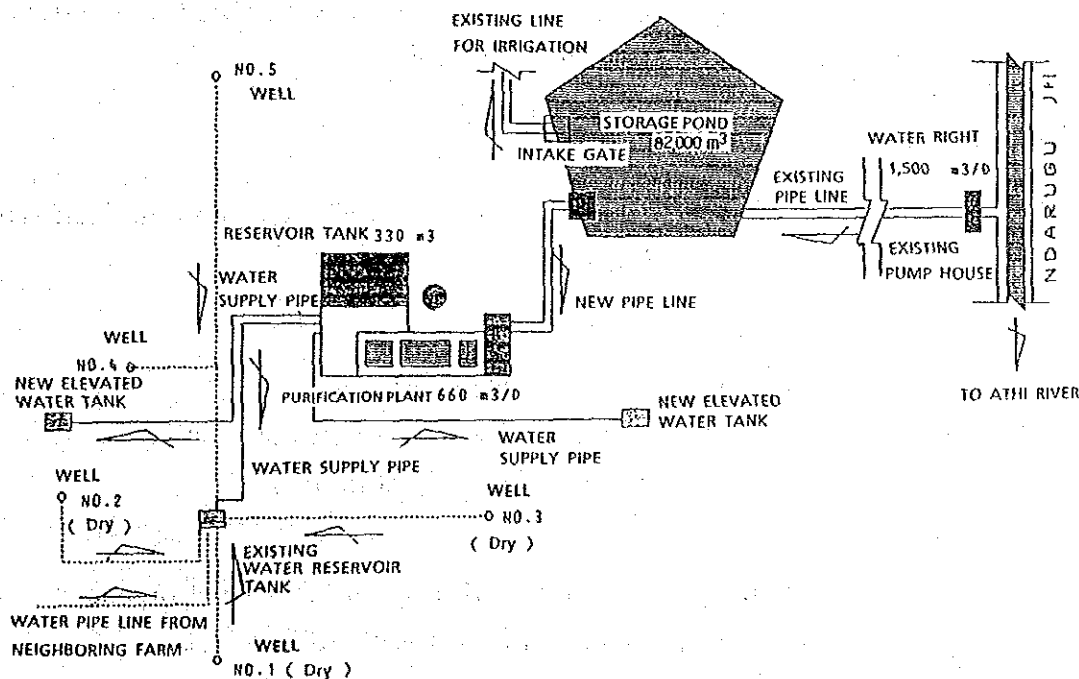 EXISTING LINE
FOR IRRIGATION
NO.5
WELL
STORAGE POND
82,000 m³
INTAKE GATE
WATER RIGHT
1,500 m3/D
EXISTING
PIPE LINE
EXISTING
PUMP HOUSE
NDARUGU
TO ATHI RIVER
RESERVOIR TANK 330 m3
WATER
SUPPLY PIPE
NEW PIPE LINE
WELL
NO.4
NEW ELEVATED
WATER TANK
PURIFICATION PLANT 660 m3/D
NEW ELEVATED
WATER TANK
WATER
SUPPLY PIPE
WATER SUPPLY PIPE
WELL
NO.2
( Dry )
WELL
NO.3
( Dry )
EXISTING
WATER RESERVOIR
TANK
WATER PIPE LINE FROM
NEIGHBORING FARM
WELL
NO.1 ( Dry )